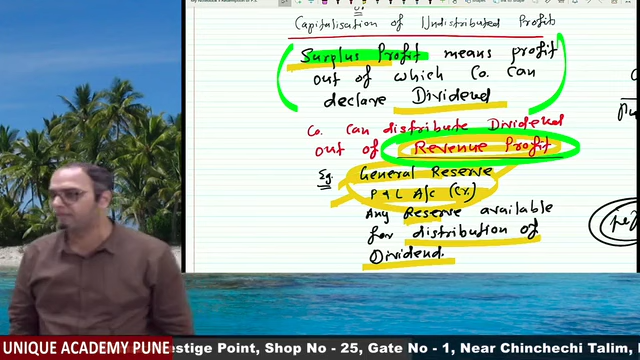 Capitalisation of Undistributed Profit
Surplus Profit means profit
out of which Co. Can
declare Dividend
Co. Can distribute Dividend
out of Revenue Profit
Eg. General Reserve
P & L A/c (Cr.)
Any Reserve available
for distribution of
Dividend.
UNIQUE ACADEMY PUNE
estige Point, Shop No - 25, Gate No - 1, Near Chinchechi Talim,